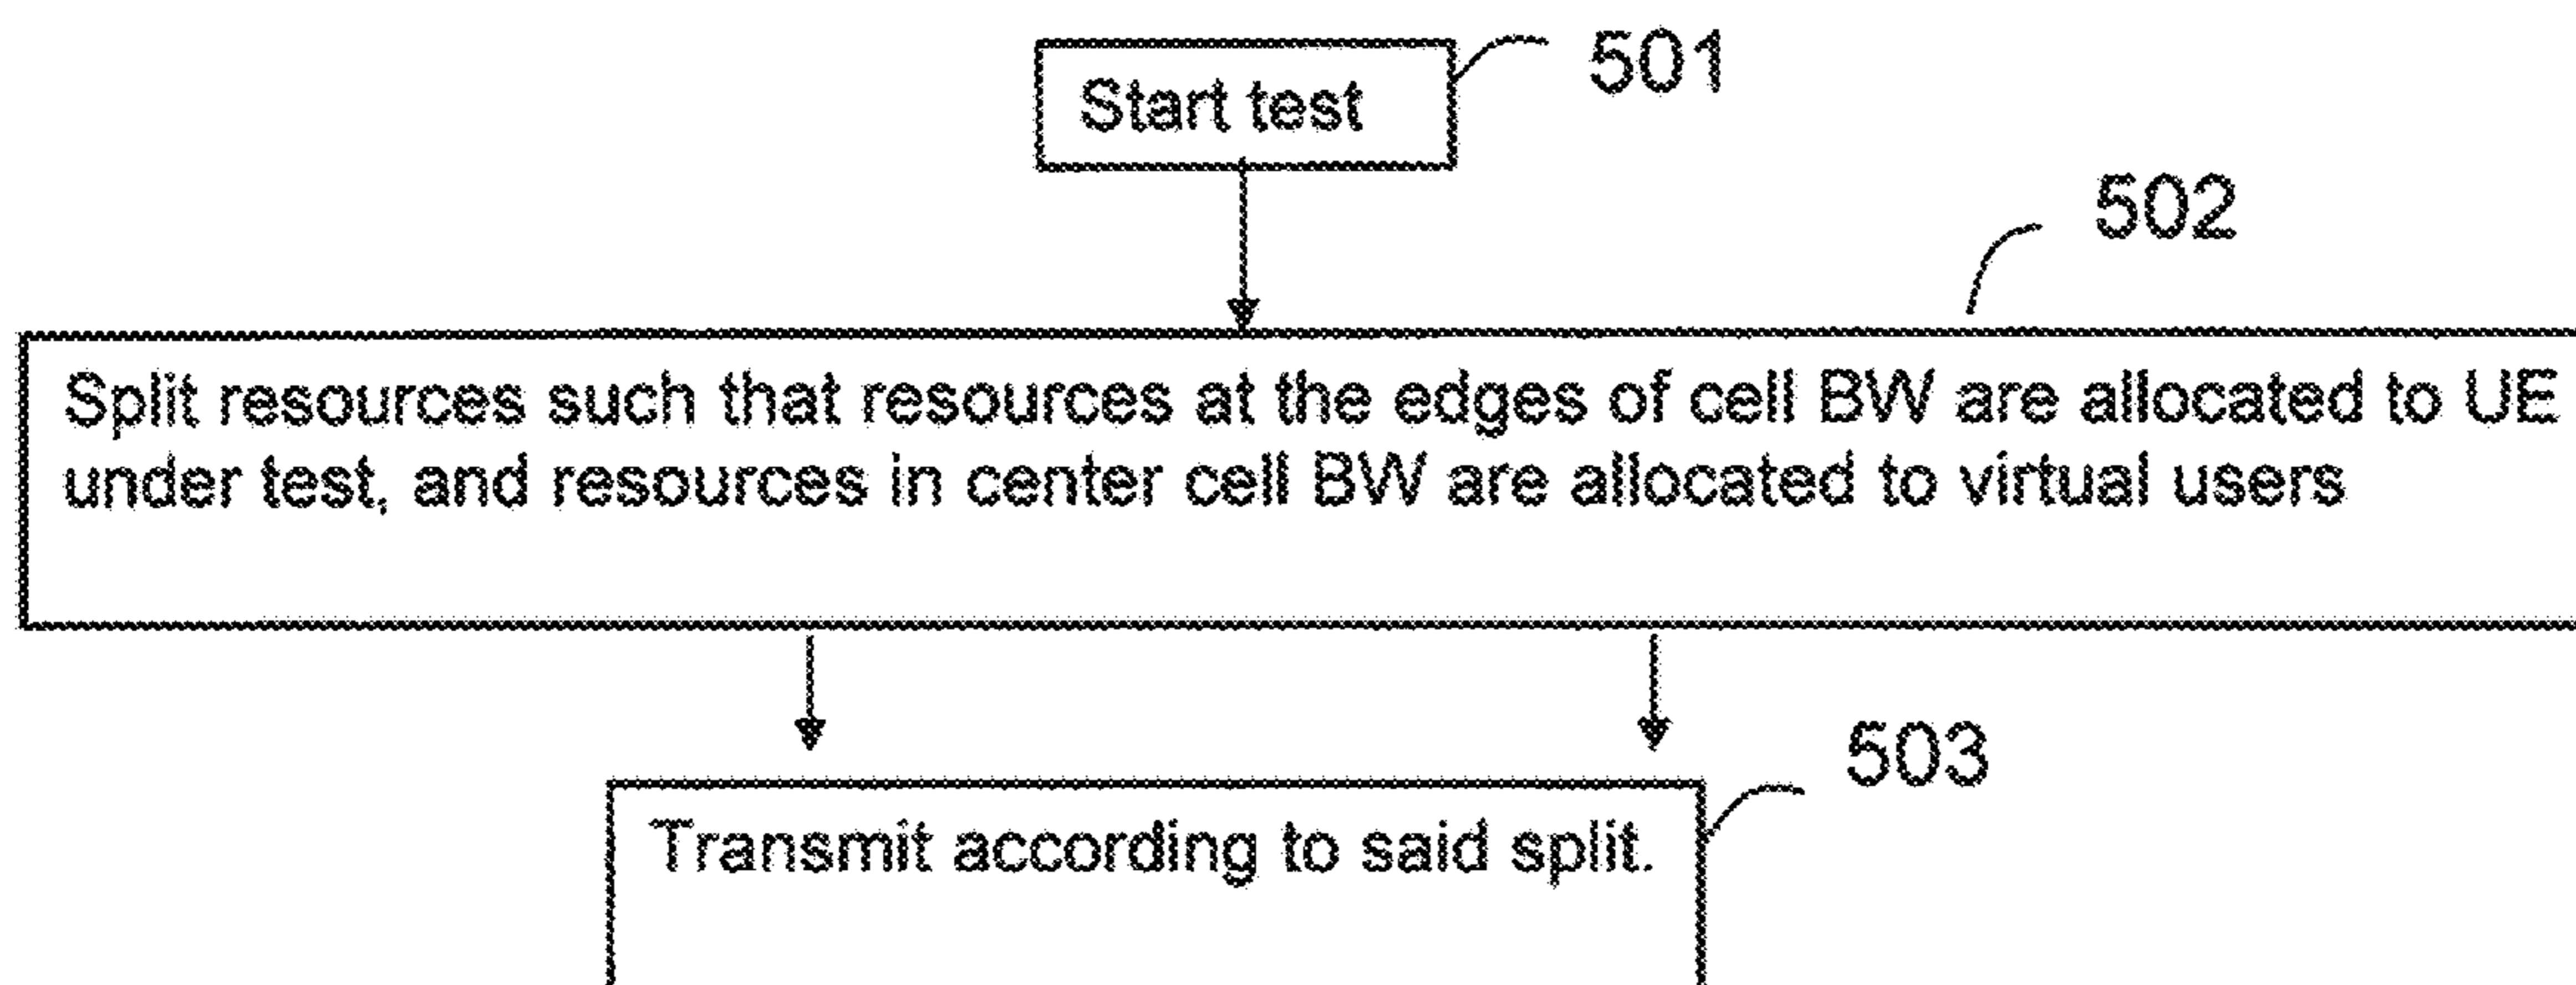 Start test
501
502
Split resources such that resources at the edges of cell BW are allocated to UE
under test, and resources in center cell BW are allocated to virtual users
503
Transmit according to said split.